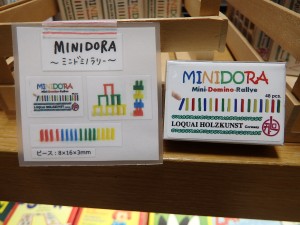 MINIDORA
～ミニドミノラリー～
ピース：8×16×3mm
MINIDORA
Mini-Domino-Rallye
48 pcs
LOQUAI HOLZKUNST
Germany